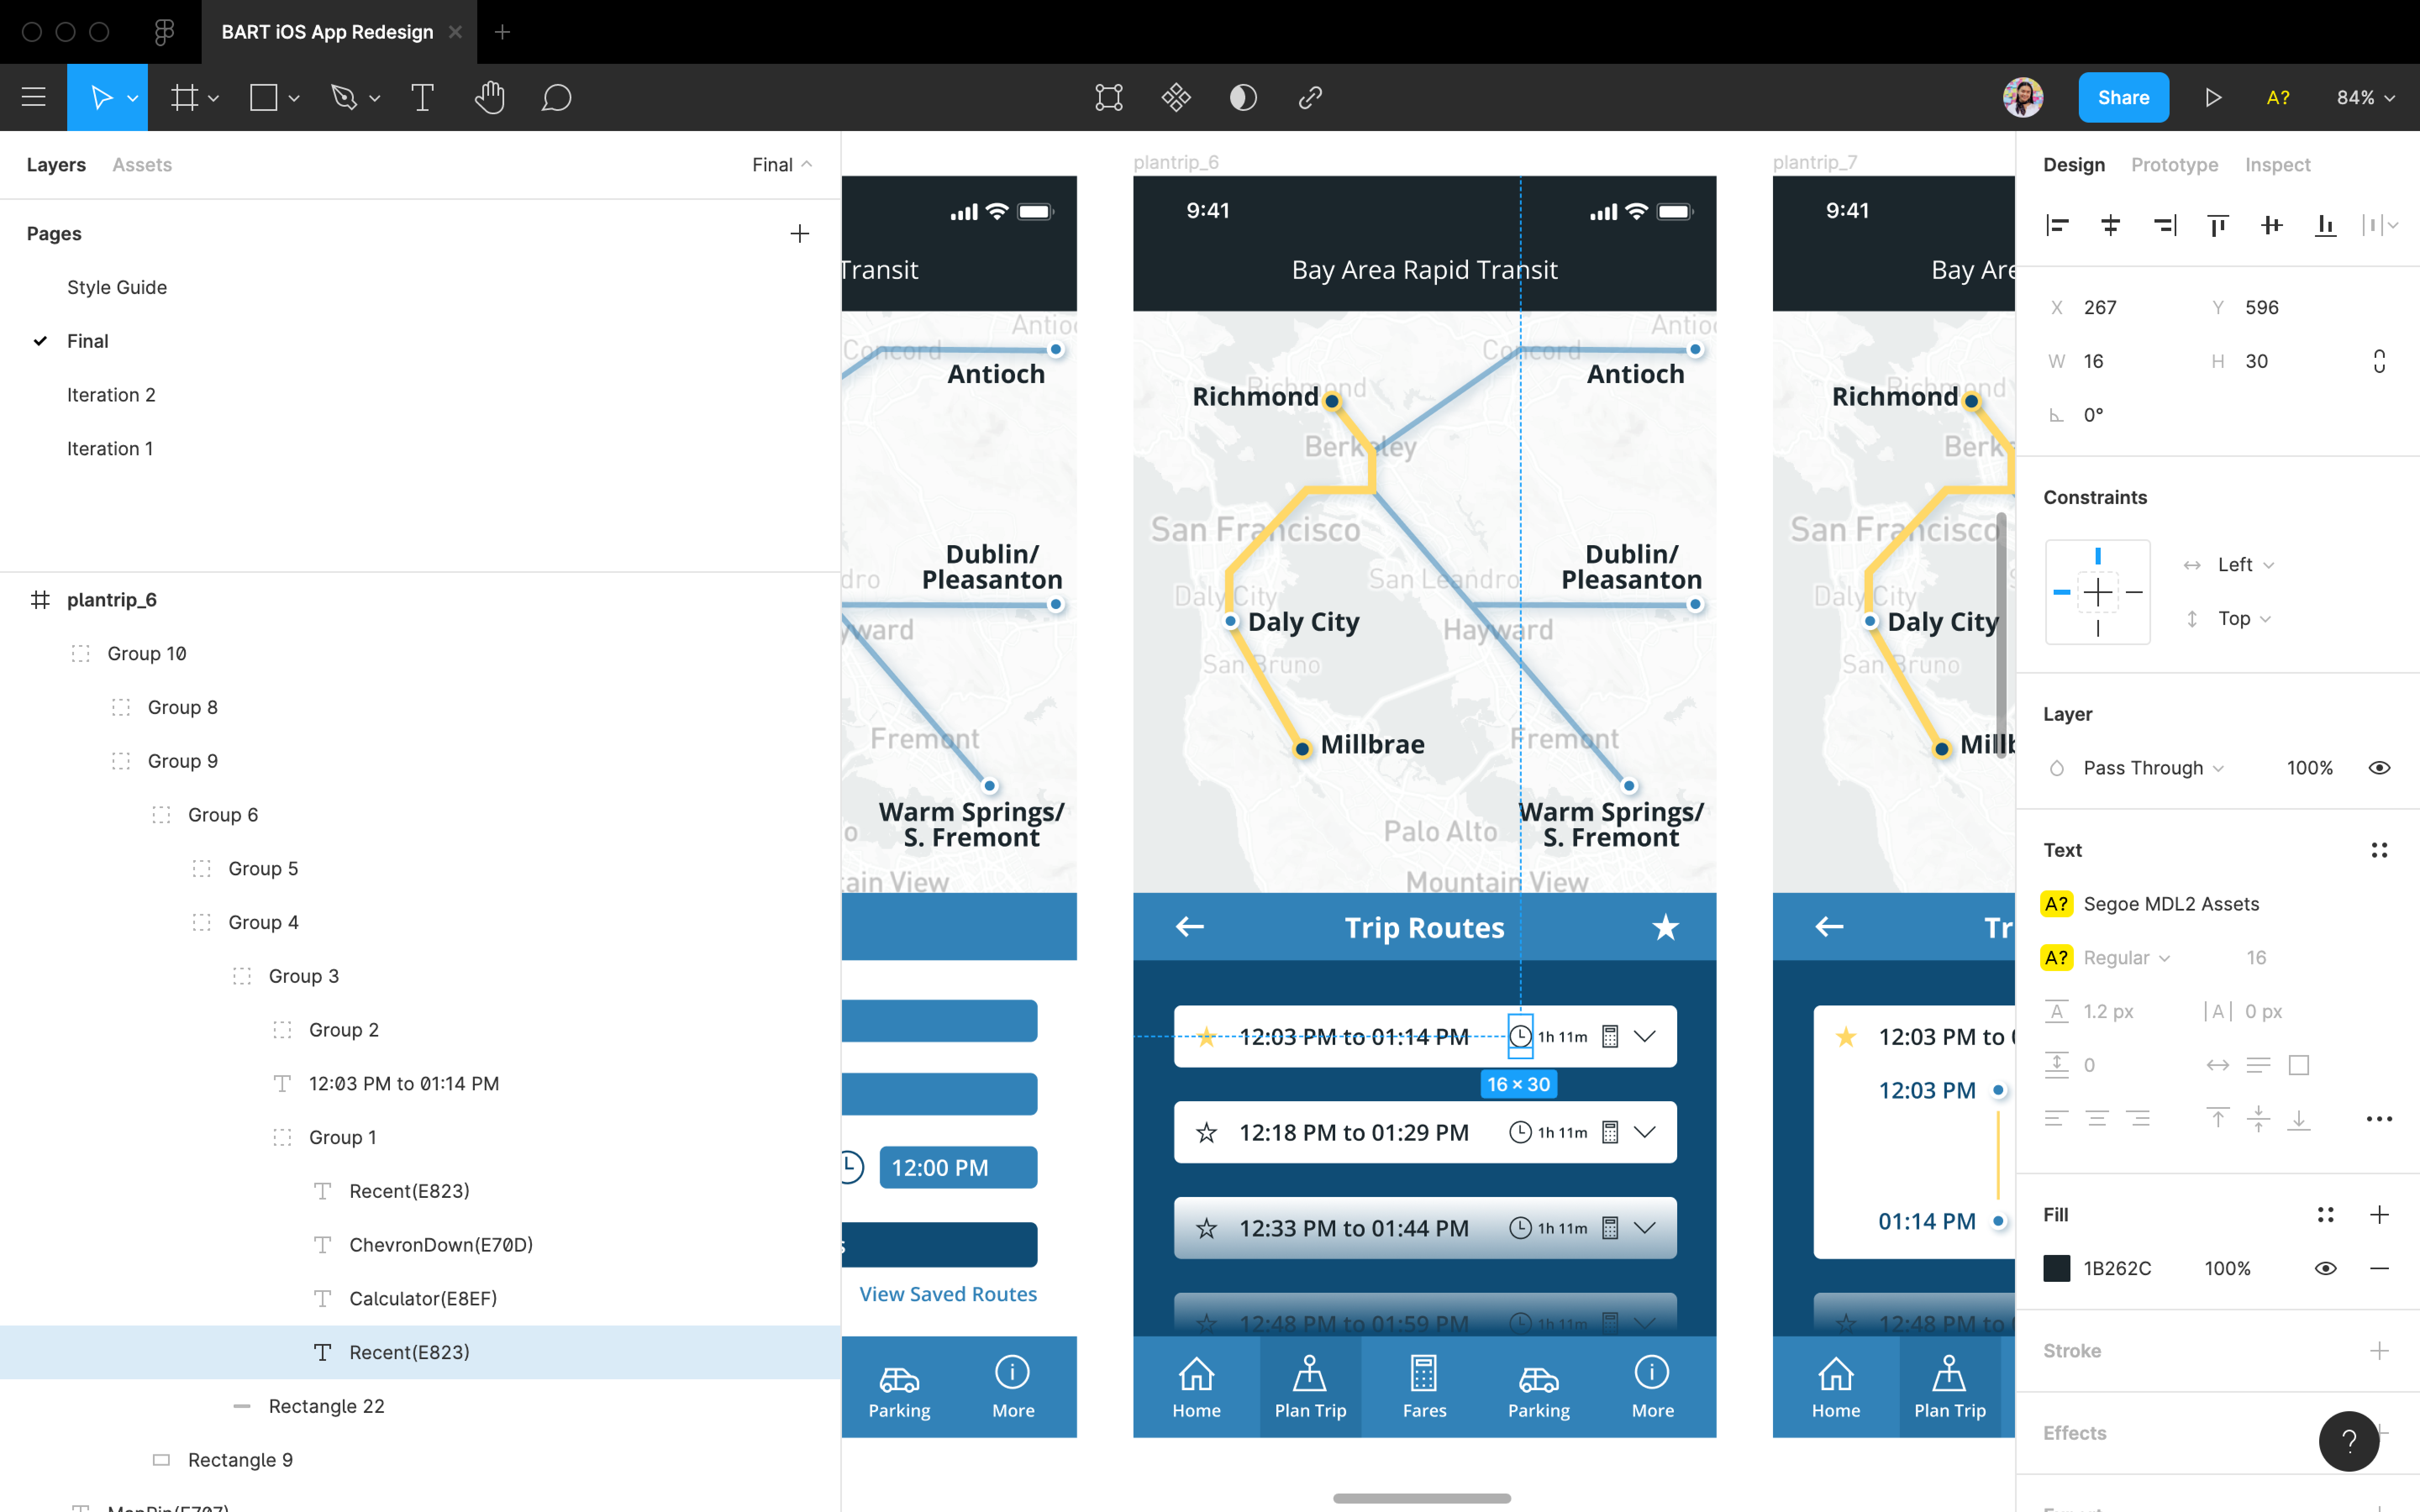 BART iOS App Redesign
Share
A?
84%
Layers
Assets
Final
Pages
Style Guide
Final
Iteration 2
Iteration 1
plantrip_6
Group 10
Group 8
Group 9
Group 6
Group 5
Group 4
Group 3
Group 2
12:03 PM to 01:14 PM
Group 1
Recent(E823)
ChevronDown(E70D)
Calculator(E8EF)
Recent(E823)
Rectangle 22
Rectangle 9
MapPin(E707)
Transit
Concord
Antioch
Dublin/
Pleasanton
Fremont
Warm Springs/
S. Fremont
12:00 PM
View Saved Routes
Parking
More
plantrip_6
9:41
Bay Area Rapid Transit
Concord
Antioch
Richmond
Richmond
Berkeley
San Francisco
Dublin/
Pleasanton
San Leandro
Daly City
Daly City
Hayward
San Bruno
Fremont
Millbrae
Warm Springs/
S. Fremont
Palo Alto
Mountain View
Trip Routes
12:03 PM to 01:14 PM
1h 11m
16 × 30
12:18 PM to 01:29 PM
1h 11m
12:33 PM to 01:44 PM
1h 11m
12:48 PM to 01:59 PM
1h 11m
Home
Plan Trip
Fares
Parking
More
plantrip_7
9:41
Bay Are
Richmond
Richmond
Berk
San Francisco
Daly City
Daly City
San Bruno
Millb
Tr
12:03 PM to
12:03 PM
01:14 PM
12:48 PM to
Home
Plan Trip
Design
Prototype
Inspect
X 267
Y 596
W 16
H 30
0°
Constraints
Left
Top
Layer
Pass Through
100%
Text
A? Segoe MDL2 Assets
A? Regular
16
A 1.2 px
|A| 0 px
0
Fill
1B262C
100%
Stroke
Effects
?